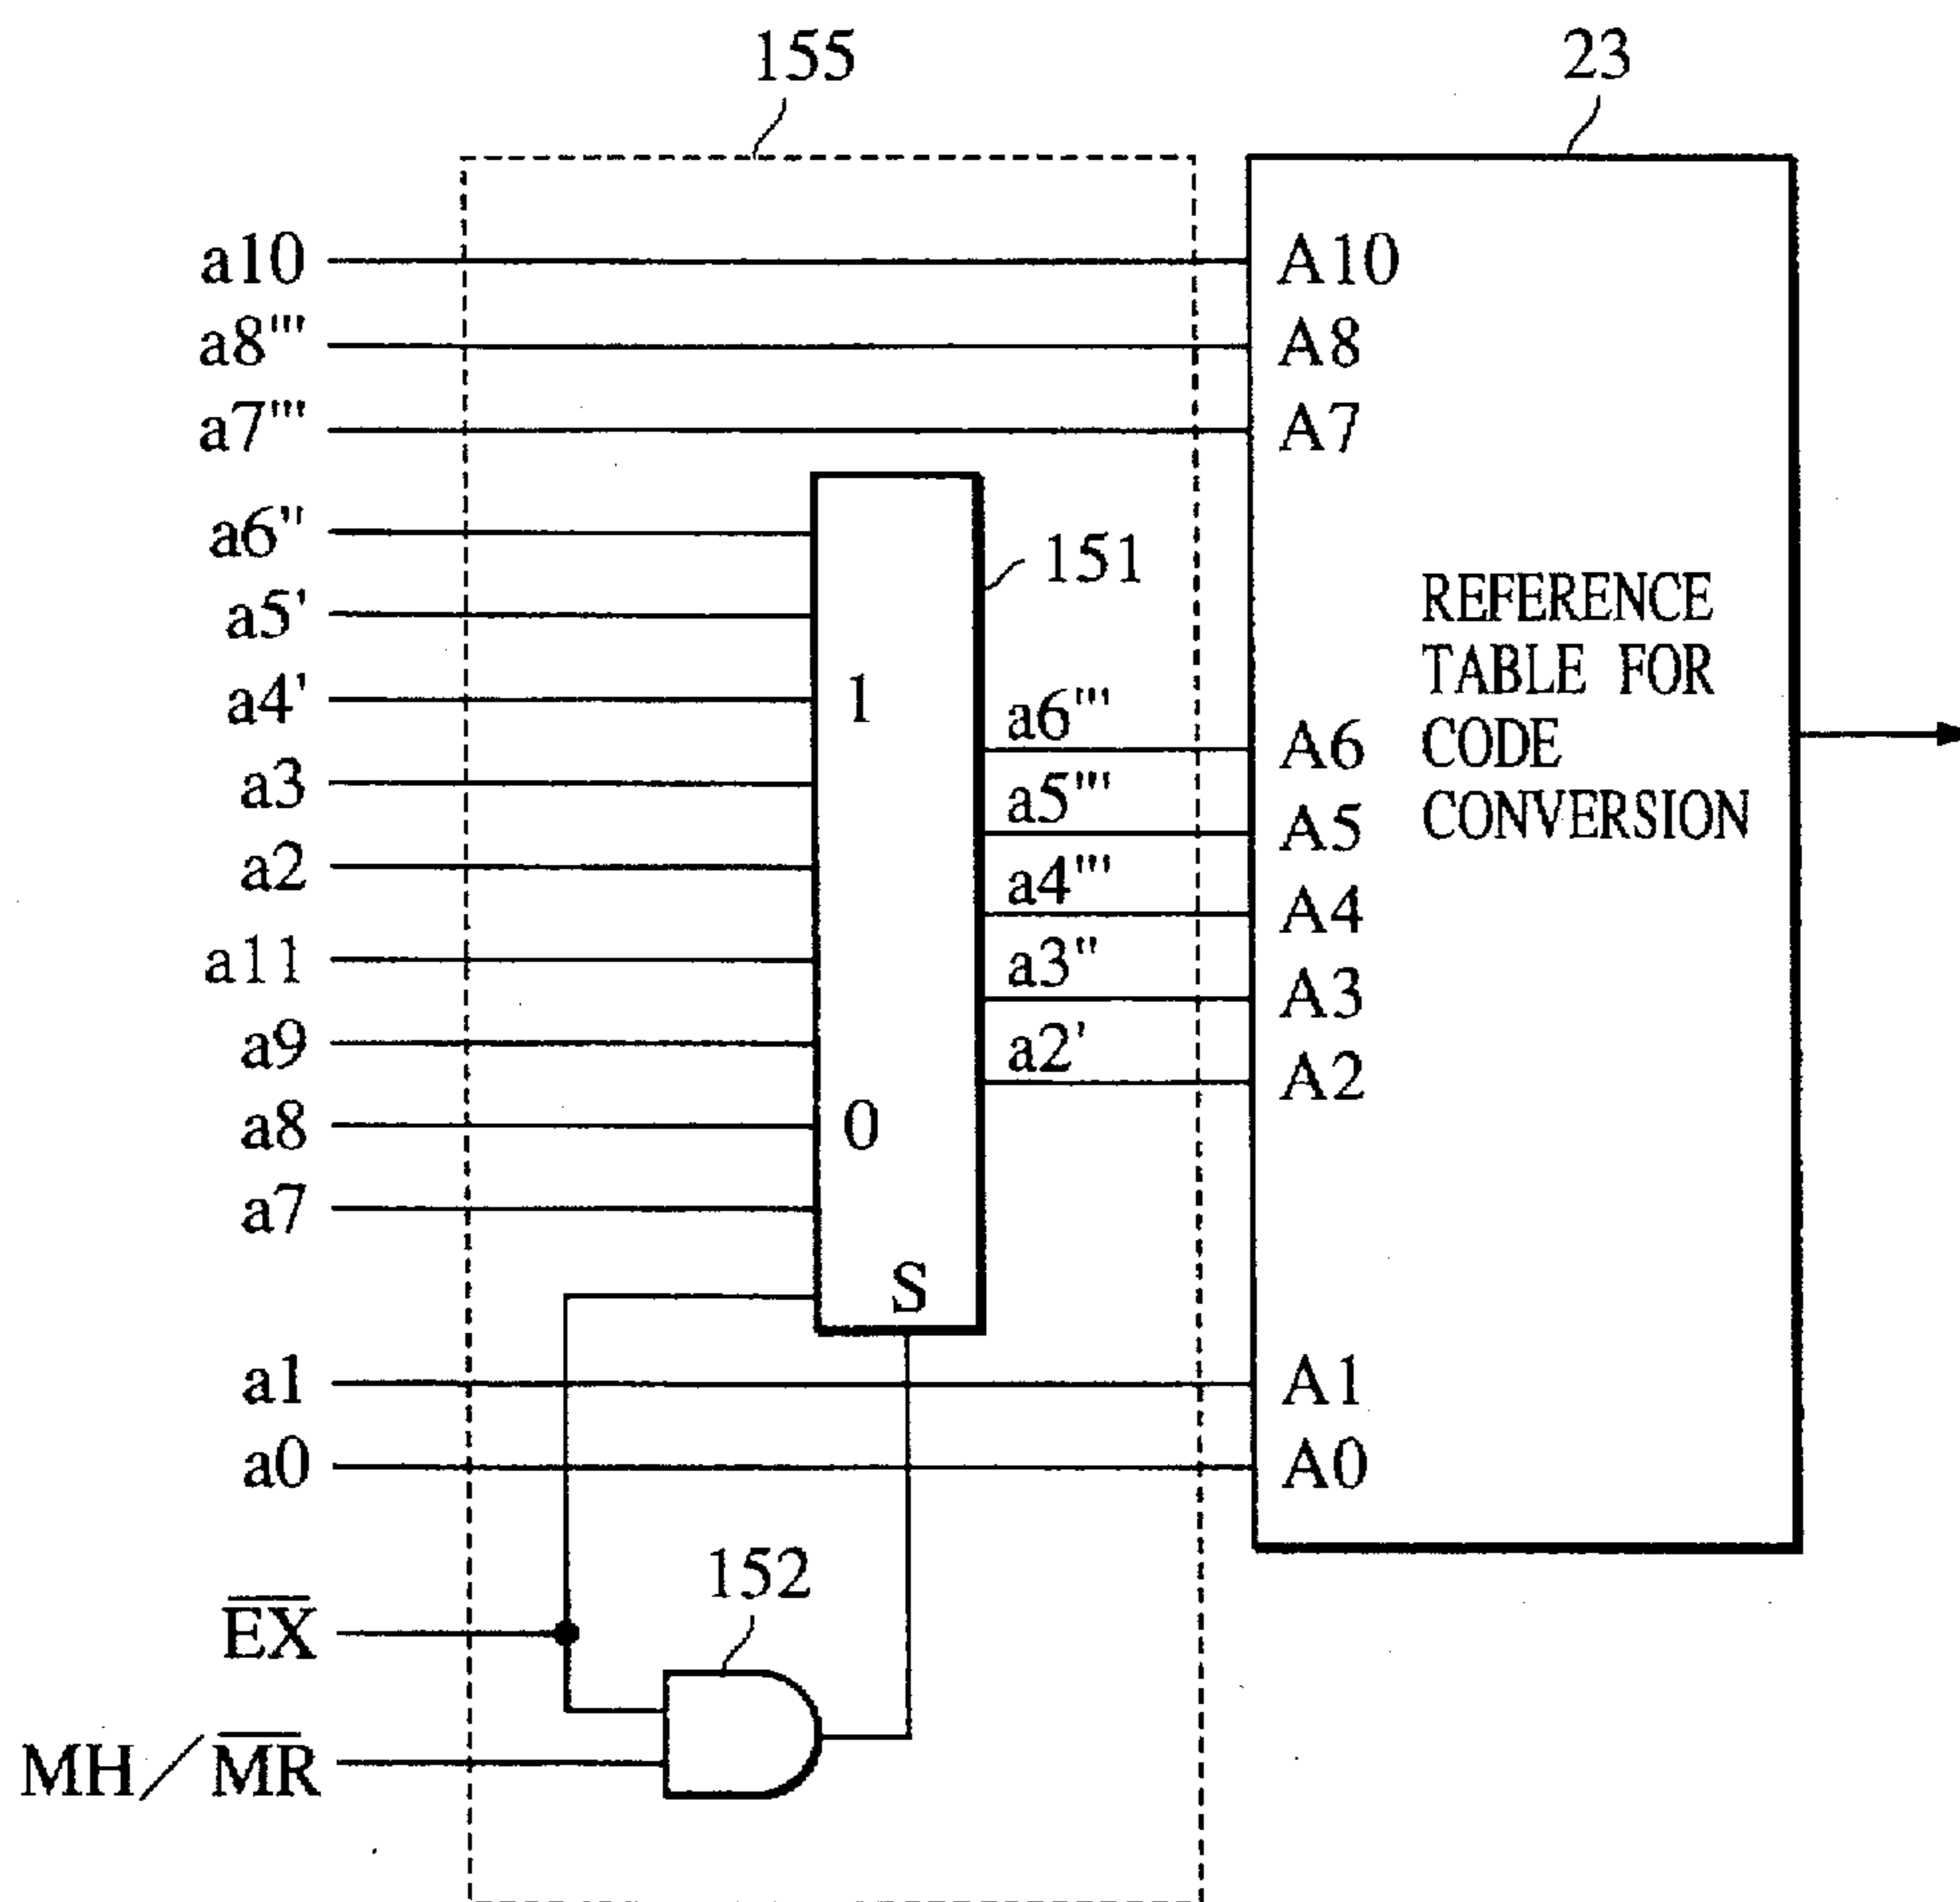 155
23
a10
A10
a8'''
A8
a7'''
A7
a6''
151
a5'
REFERENCE
TABLE FOR
CODE
CONVERSION
a4'
1
a6'''
A6
a3
a5'''
A5
a2
a4'''
A4
a11
a3''
A3
a9
a2'
A2
a8
0
a7
S
a1
A1
a0
A0
152
E̅X̅
MH/M̅R̅